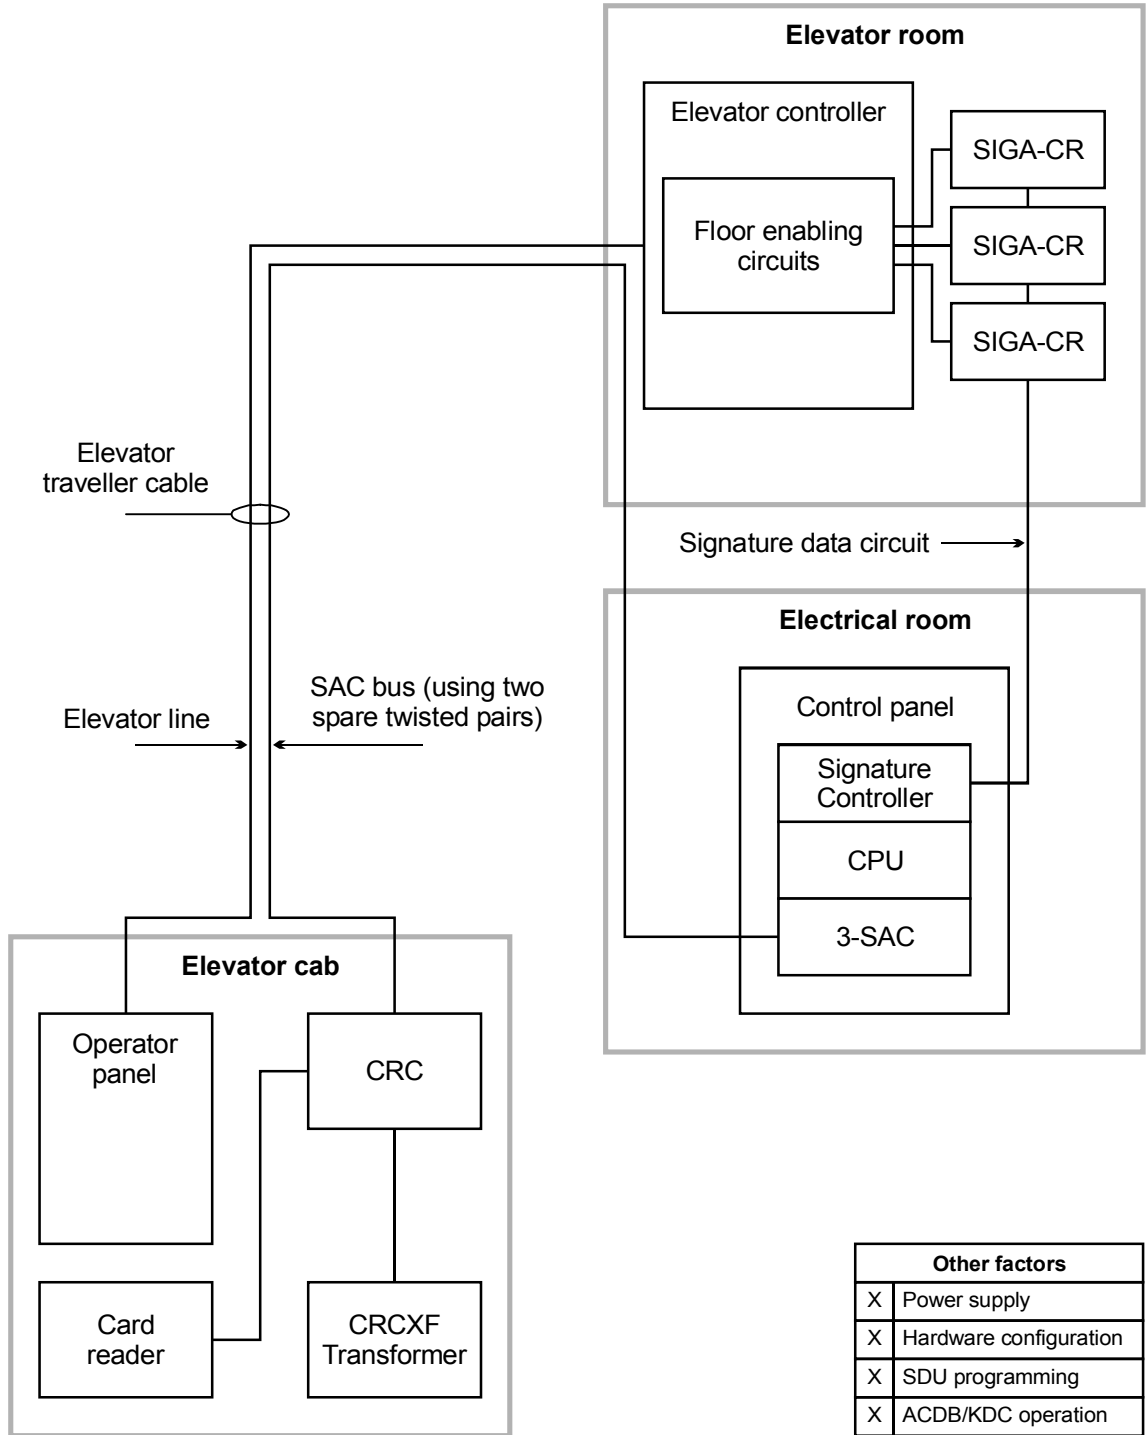 Elevator room
Elevator controller
SIGA-CR
Floor enabling
circuits
SIGA-CR
SIGA-CR
Elevator
traveller cable
Signature data circuit
Electrical room
Control panel
SAC bus (using two
spare twisted pairs)
Elevator line
Signature
Controller
CPU
3-SAC
Elevator cab
Operator
panel
CRC
Card
reader
CRCXF
Transformer
Other factors
X Power supply
X Hardware configuration
X SDU programming
X ACDB/KDC operation